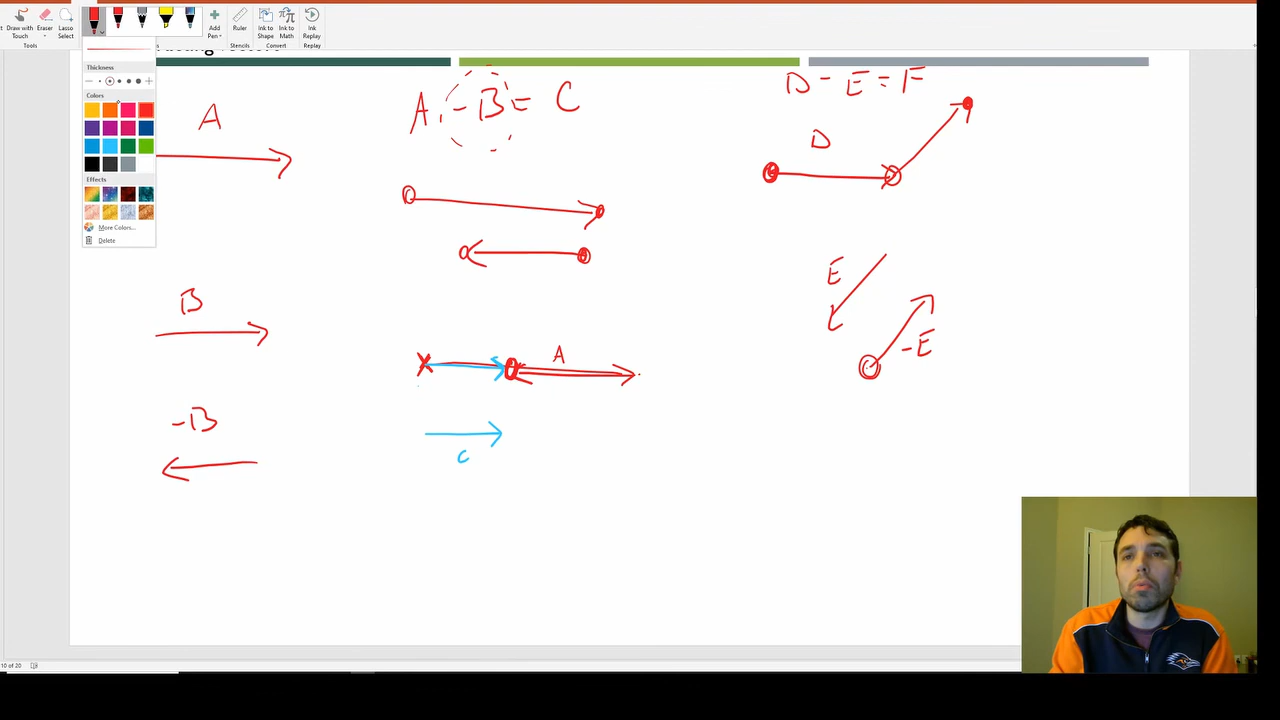 Draw with Touch
Eraser
Lasso Select
Add Pen
Ruler
Ink to Shape
Ink to Math
Ink Replay
Tools
Stencils
Convert
Replay
Thickness
Colors
Effects
More Colors...
Delete
A
B
-B
A - B = C
A
C
D - E = F
D
E
-E
10 of 20